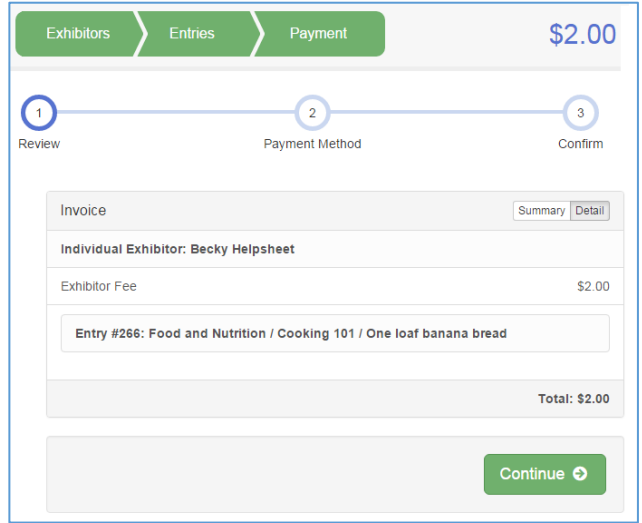 Exhibitors Entries Payment $2.00
1 2 3
Review Payment Method Confirm
Invoice Summary Detail
Individual Exhibitor: Becky Helpsheet
Exhibitor Fee $2.00
Entry #266: Food and Nutrition / Cooking 101 / One loaf banana bread
Total: $2.00
Continue